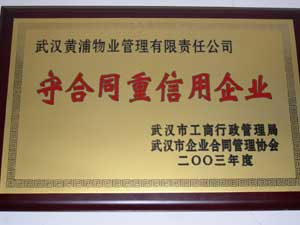 武汉黄浦物业管理有限责任公司
守合同重信用企业
武汉市工商行政管理局
武汉市企业合同管理协会
二〇〇三年度